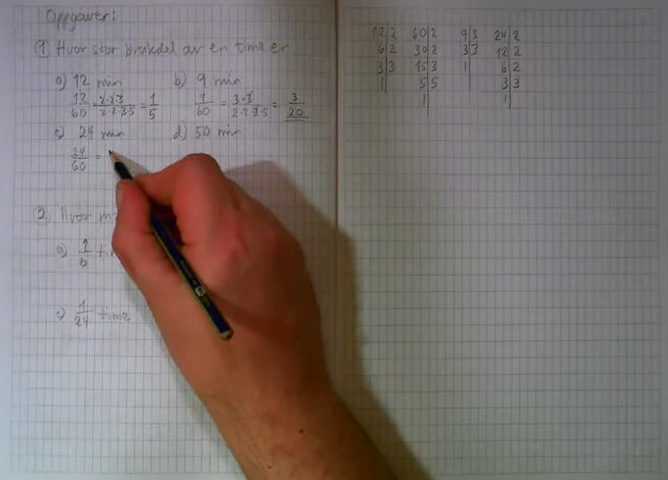 Oppgaver:
① Hvor stor brøkdel av en time er
a) 12 min b) 9 min
12/60 = 2·2·3/2·2·3·5 = 1/5 9/60 = 3·3/2·2·3·5 = 3/20
c) 24 min d) 50 min
24/60 =
2. Hvor m
a) 1/6 tim
c) 1/24 time
12|2 60|2 9|3 24|2
6|2 30|2 3|3 12|2
3|3 15|3 1| 6|2
1| 5|5 3|3
1| 1|